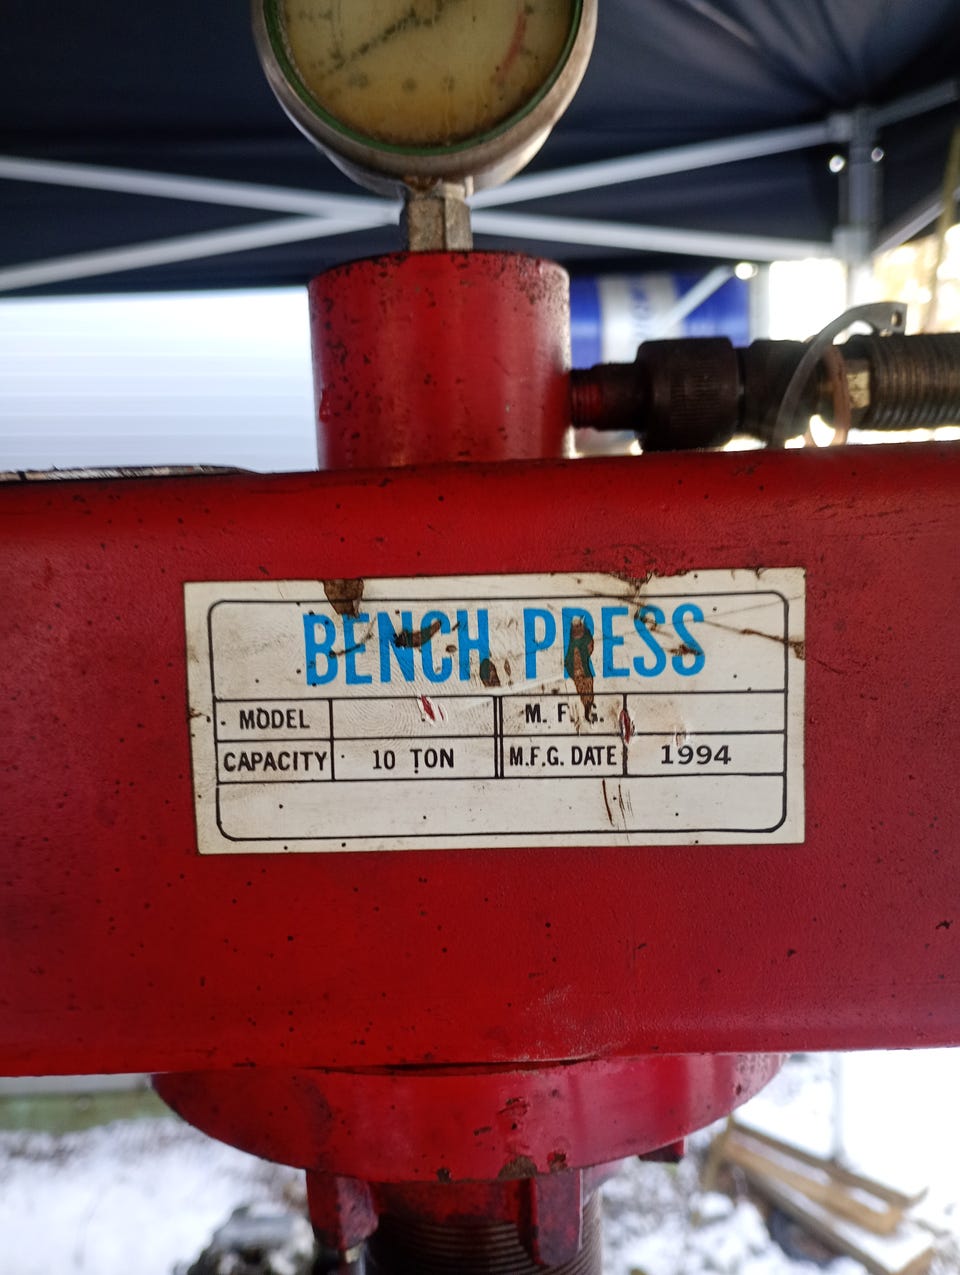 BENCH PRESS
MODEL M. F. G.
CAPACITY 10 TON M.F.G. DATE 1994